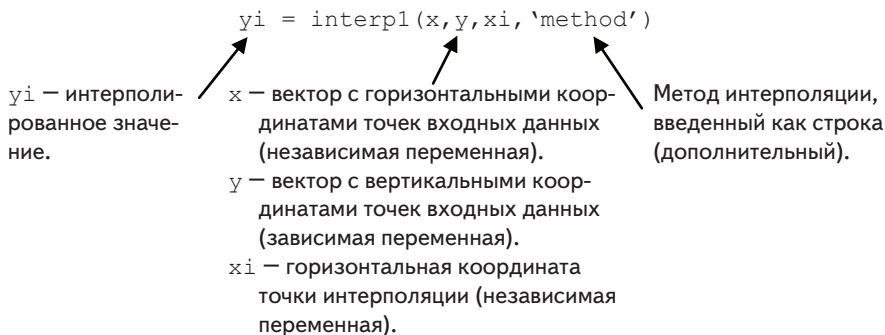 yi = interp1(x,y,xi,‘method’)
yi — интерполи-
рованное значе-
ние.
x — вектор с горизонтальными коор-
динатами точек входных данных
(независимая переменная).
y — вектор с вертикальными коор-
динатами точек входных данных
(зависимая переменная).
xi — горизонтальная координата
точки интерполяции (независимая
переменная).
Метод интерполяции,
введенный как строка
(дополнительный).